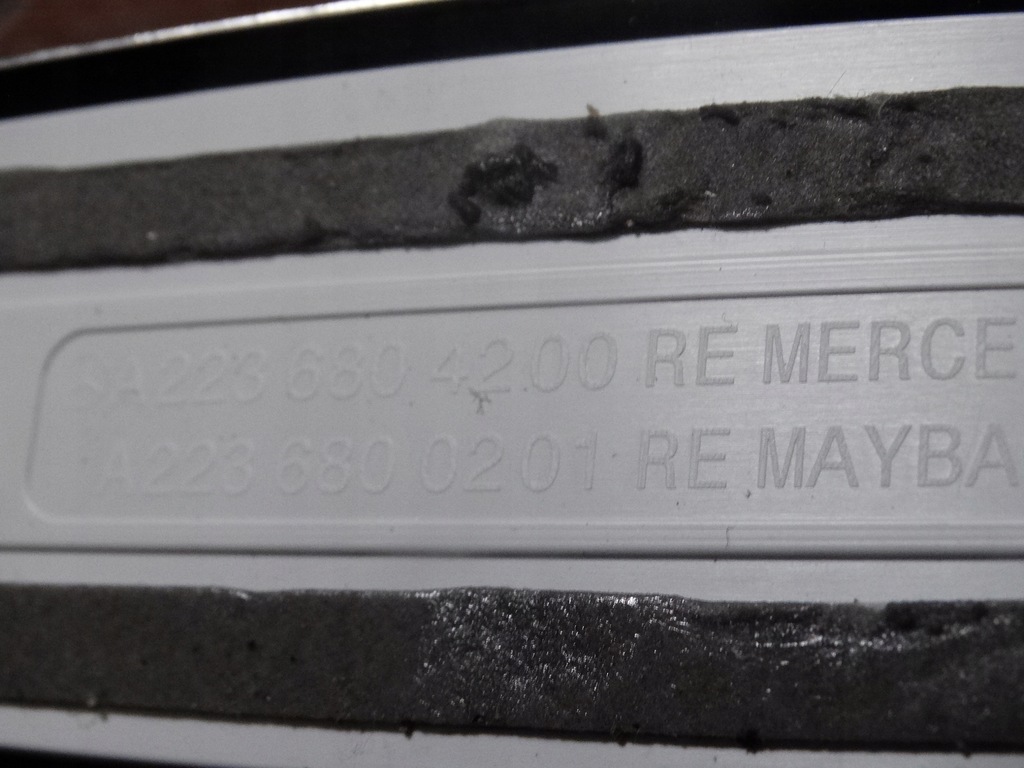 A223 680 42 00 RE MERCE
A223 680 02 01 RE MAYBA